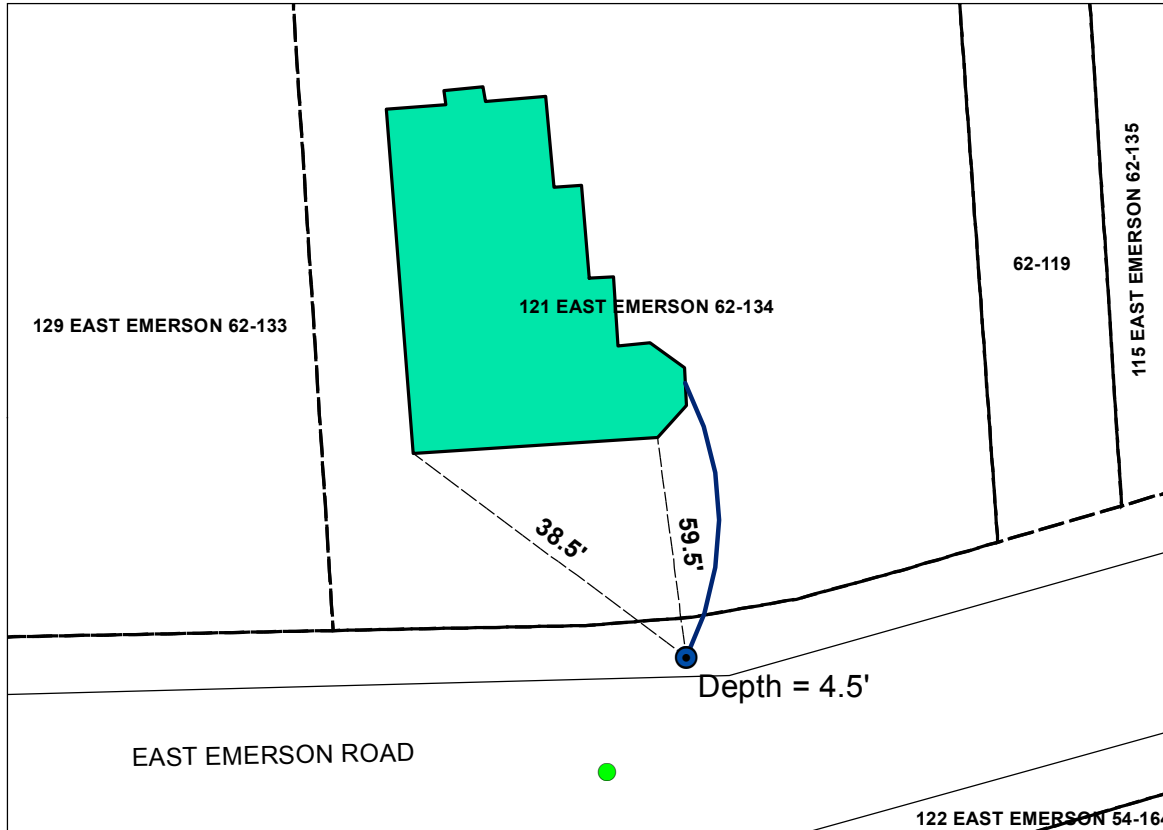 115 EAST EMERSON 62-135
62-119
121 EAST EMERSON 62-134
129 EAST EMERSON 62-133
38.5'
59.5'
Depth = 4.5'
EAST EMERSON ROAD
122 EAST EMERSON 54-164